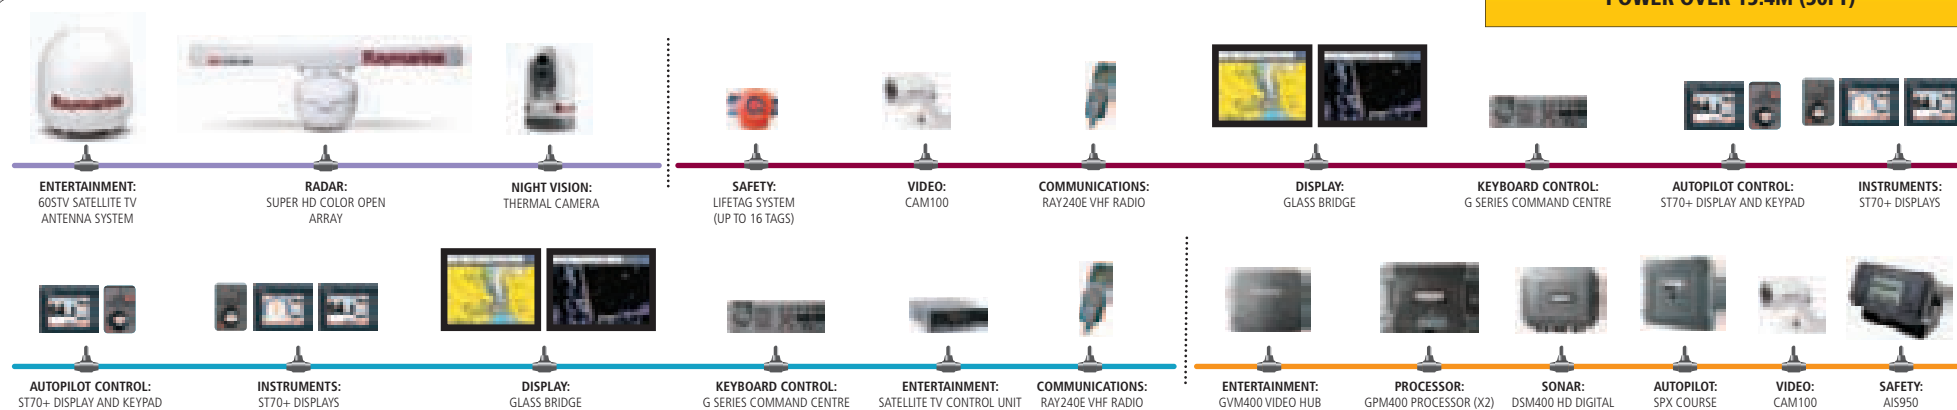 POWER OVER 15.4M (50FT)
Raymarine
Raymarine
ENTERTAINMENT:
60STV SATELLITE TV
ANTENNA SYSTEM
RADAR:
SUPER HD COLOR OPEN
ARRAY
NIGHT VISION:
THERMAL CAMERA
SAFETY:
LIFETAG SYSTEM
(UP TO 16 TAGS)
VIDEO:
CAM100
COMMUNICATIONS:
RAY240E VHF RADIO
DISPLAY:
GLASS BRIDGE
KEYBOARD CONTROL:
G SERIES COMMAND CENTRE
AUTOPILOT CONTROL:
ST70+ DISPLAY AND KEYPAD
INSTRUMENTS:
ST70+ DISPLAYS
AUTOPILOT CONTROL:
ST70+ DISPLAY AND KEYPAD
INSTRUMENTS:
ST70+ DISPLAYS
DISPLAY:
GLASS BRIDGE
KEYBOARD CONTROL:
G SERIES COMMAND CENTRE
ENTERTAINMENT:
SATELLITE TV CONTROL UNIT
COMMUNICATIONS:
RAY240E VHF RADIO
ENTERTAINMENT:
GVM400 VIDEO HUB
PROCESSOR:
GPM400 PROCESSOR (X2)
SONAR:
DSM400 HD DIGITAL
AUTOPILOT:
SPX COURSE
VIDEO:
CAM100
SAFETY:
AIS950